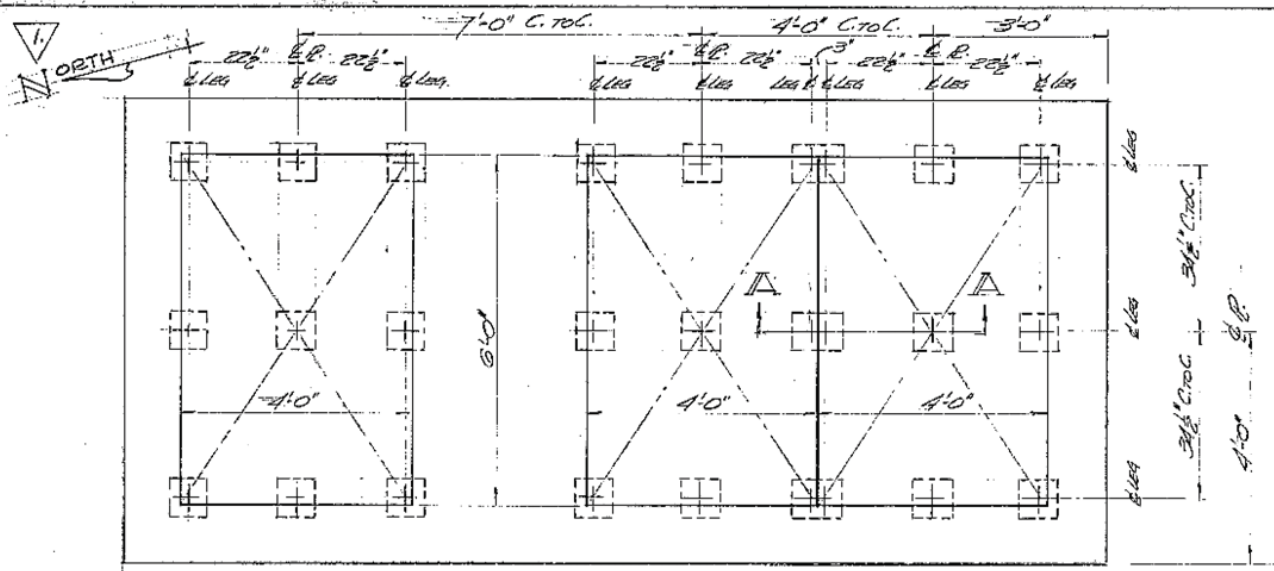 7'-0" C. TO C.
4'-0" C. TO C.
3'-0"
1.
NORTH
22½"
℄ P.
22½"
22½"
℄ P.
22½"
3"
22½"
℄ P.
22½"
℄ LEG
℄ LEG
℄ LEG
℄ LEG
℄ LEG
LEG ℄
℄ LEG
℄ LEG
℄ LEG
℄ LEG
34½" C. TO C.
A
A
℄ LEG
℄ P.
6'-0"
4'-0"
4'-0"
4'-0"
34½" C. TO C.
4'-0"
℄ LEG